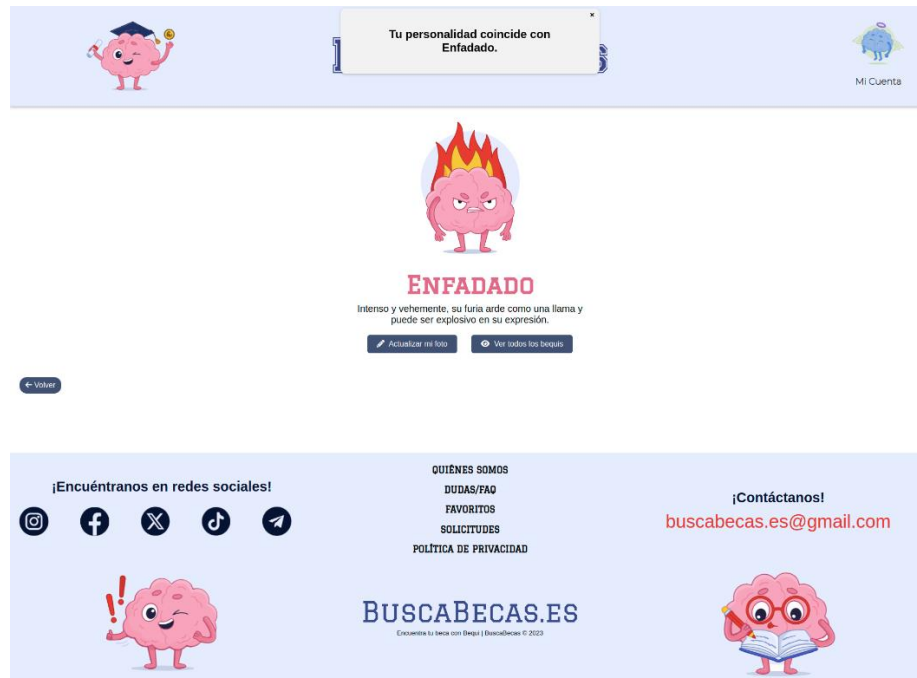 Tu personalidad coincide con
Enfadado.
×
Mi Cuenta
ENFADADO
Intenso y vehemente, su furia arde como una llama y
puede ser explosivo en su expresión.
Actualizar mi foto
Ver todos los bequis
Volver
¡Encuéntranos en redes sociales!
QUIÉNES SOMOS
DUDAS/FAQ
FAVORITOS
SOLICITUDES
POLÍTICA DE PRIVACIDAD
¡Contáctanos!
buscabecas.es@gmail.com
BUSCABECAS.ES
Encuentra tu beca con Bequi | BuscaBecas © 2023